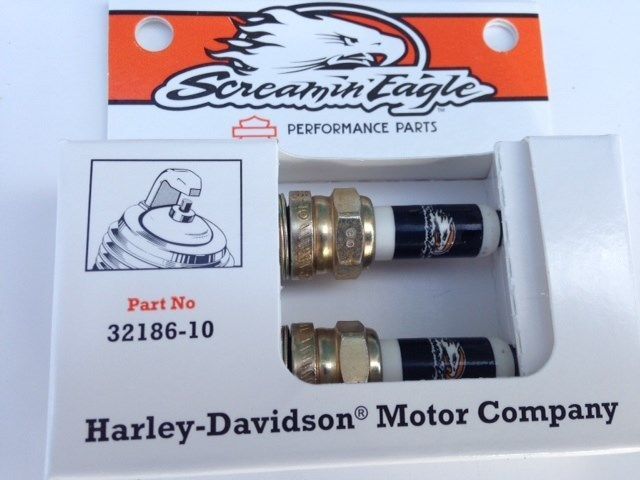 Screamin' Eagle
PERFORMANCE PARTS
Part No
32186-10
Harley-Davidson® Motor Company